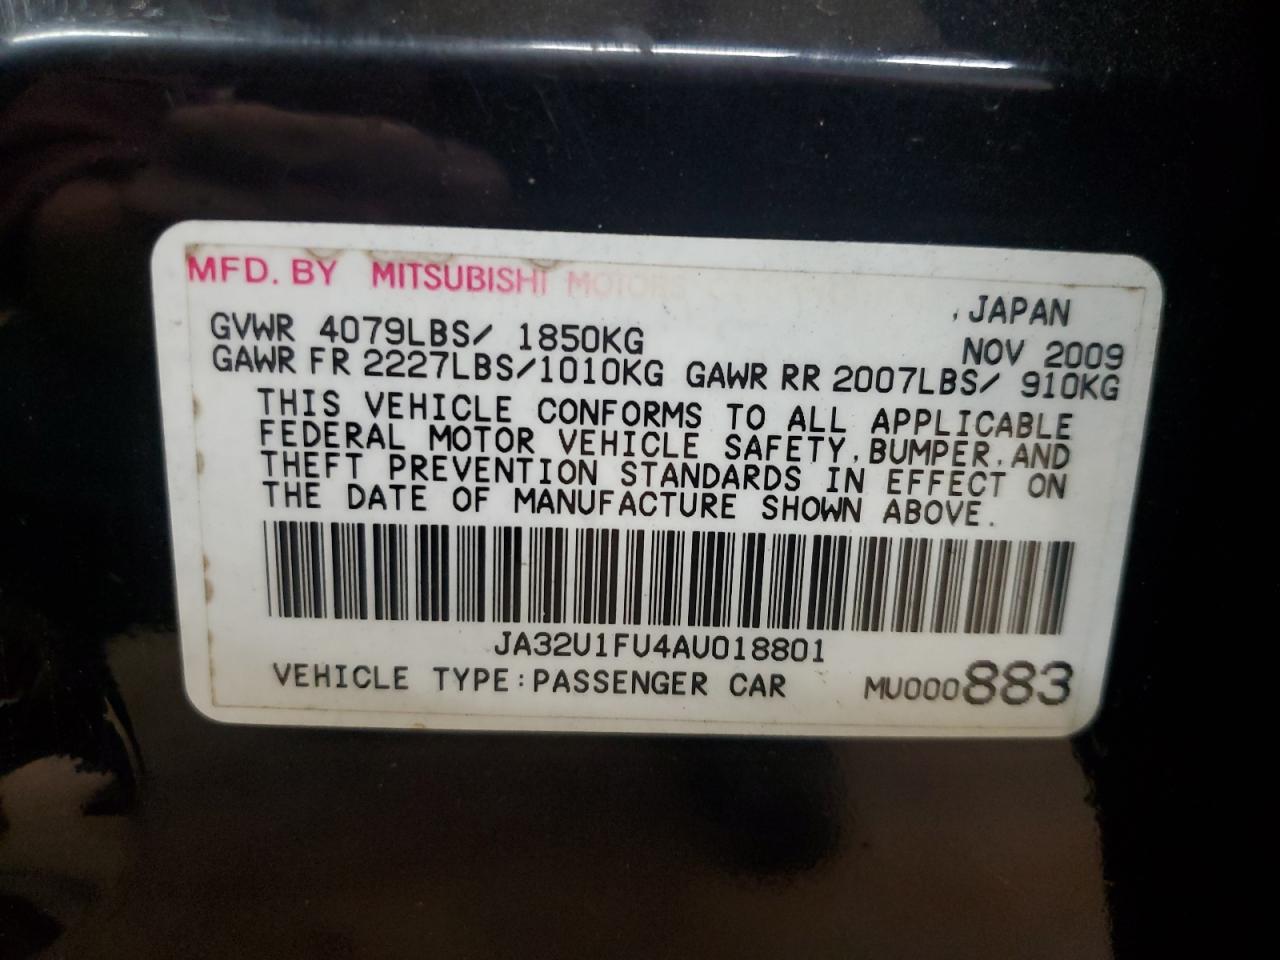 MFD. BY MITSUBISHI MOTORS
, JAPAN
GVWR 4079LBS/ 1850KG NOV 2009
GAWR FR 2227LBS/1010KG GAWR RR 2007LBS/ 910KG
THIS VEHICLE CONFORMS TO ALL APPLICABLE
FEDERAL MOTOR VEHICLE SAFETY, BUMPER, AND
THEFT PREVENTION STANDARDS IN EFFECT ON
THE DATE OF MANUFACTURE SHOWN ABOVE.
JA32U1FU4AU018801
VEHICLE TYPE:PASSENGER CAR MU000883